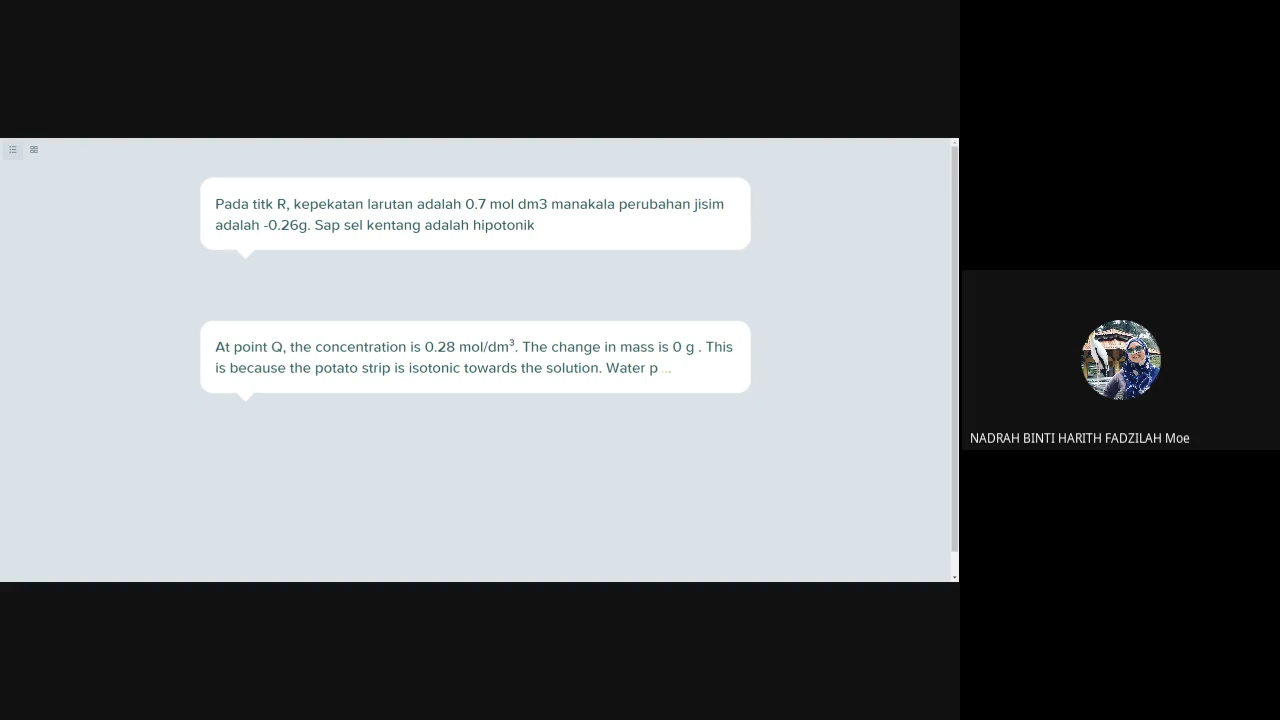 Pada titk R, kepekatan larutan adalah 0.7 mol dm3 manakala perubahan jisim
adalah -0.26g. Sap sel kentang adalah hipotonik
At point Q, the concentration is 0.28 mol/dm³. The change in mass is 0 g . This
is because the potato strip is isotonic towards the solution. Water p ...
NADRAH BINTI HARITH FADZILAH Moe